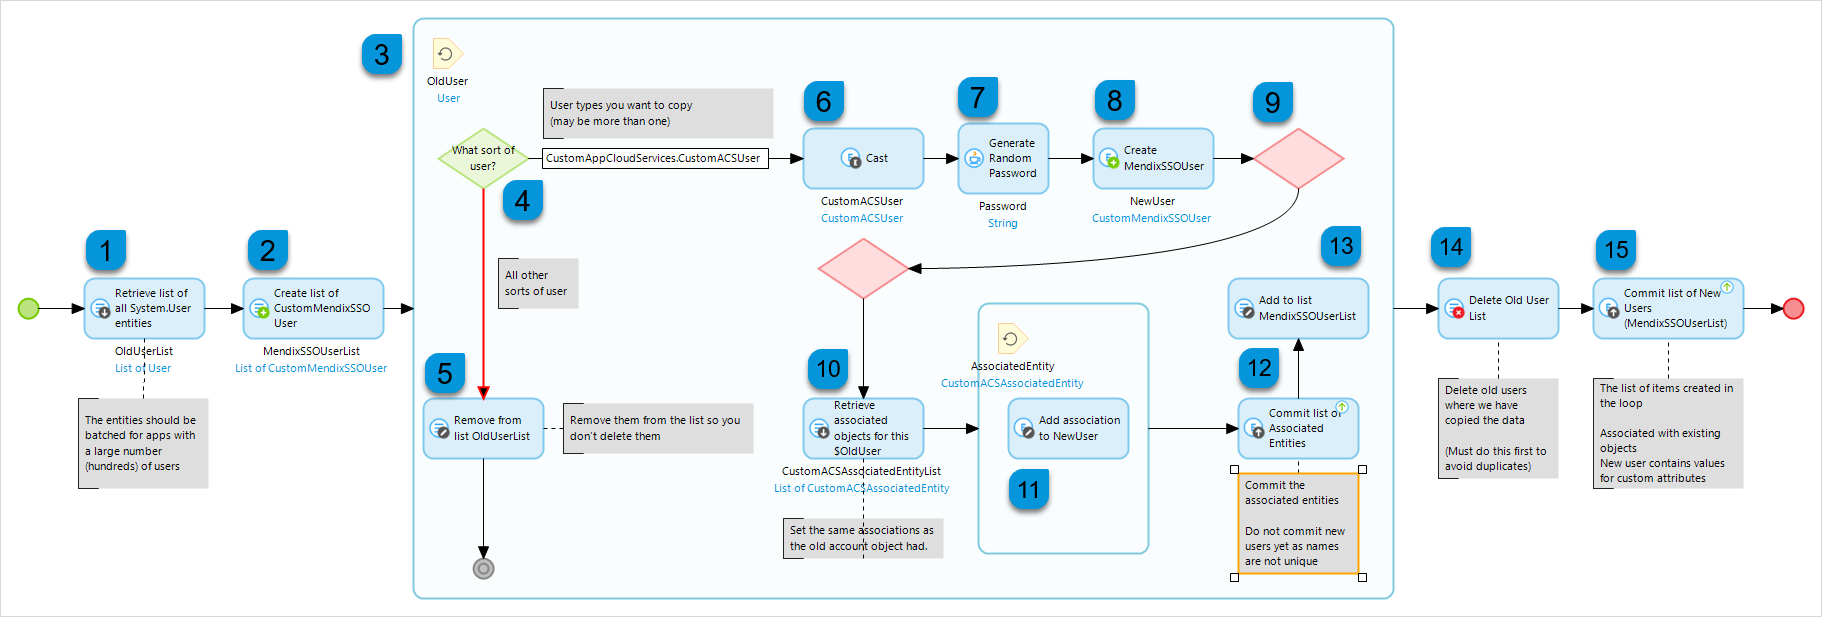 1
Retrieve list of
all System.User
entities
OldUserList
List of User
The entities should be
batched for apps with
a large number
(hundreds) of users
2
Create list of
CustomMendixSSO
User
MendixSSOUserList
List of CustomMendixSSOUser
3
OldUser
User
What sort of
user?
4
User types you want to copy
(may be more than one)
CustomAppCloudServices.CustomACSUser
All other
sorts of user
5
Remove from
list OldUserList
Remove them from the list so you
don't delete them
6
Cast
CustomACSUser
CustomACSUser
7
Generate
Random
Password
Password
String
8
Create
MendixSSOUser
NewUser
CustomMendixSSOUser
9
10
Retrieve
associated
objects for this
$OldUser
CustomACSAssociatedEntityList
List of CustomACSAssociatedEntity
Set the same associations as
the old account object had.
AssociatedEntity
CustomACSAssociatedEntity
Add association
to NewUser
11
12
Commit list of
Associated
Entities
Commit the
associated entities
Do not commit new
users yet as names
are not unique
13
Add to list
MendixSSOUserList
14
Delete Old User
List
Delete old users
where we have
copied the data
(Must do this first to
avoid duplicates)
15
Commit list of New
Users
(MendixSSOUserList)
The list of items created in
the loop
Associated with existing
objects
New user contains values
for custom attributes